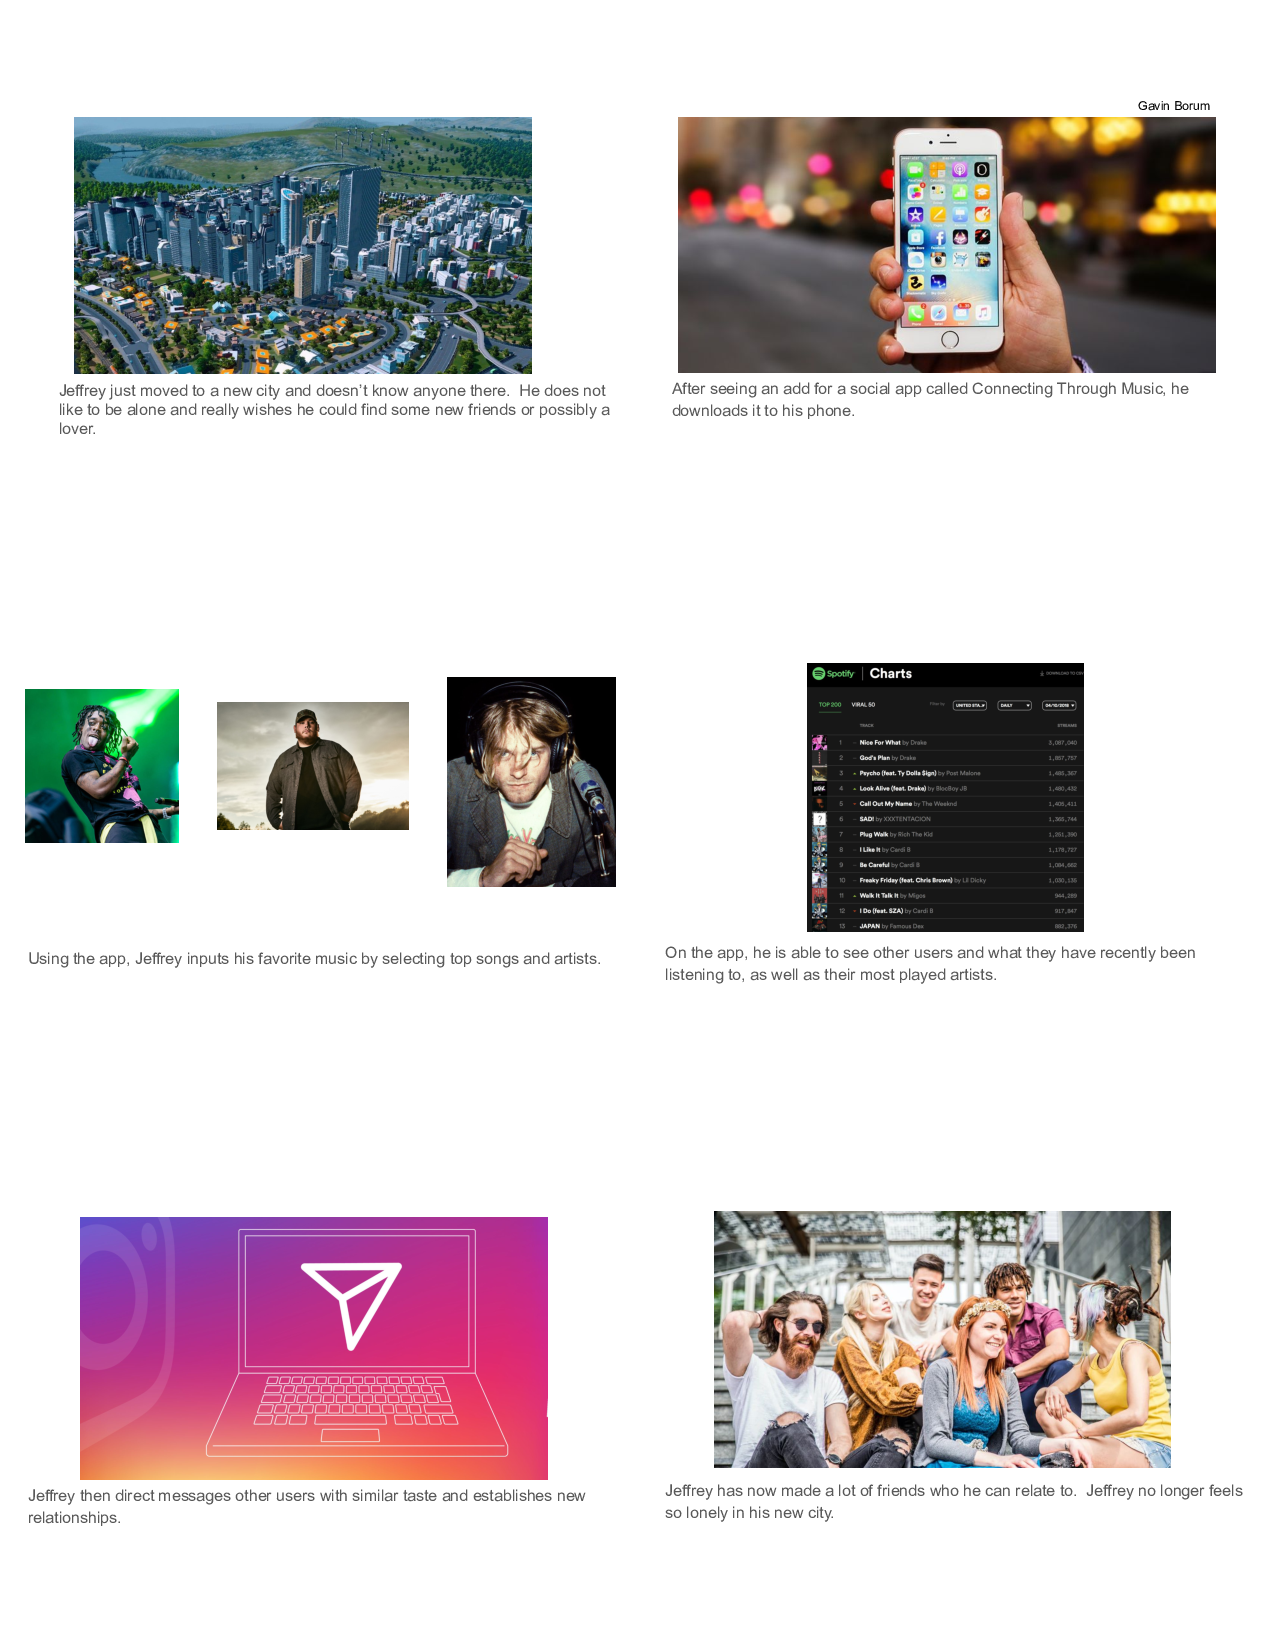 Gavin Borum
Jeffrey just moved to a new city and doesn't know anyone there.  He does not
like to be alone and really wishes he could find some new friends or possibly a
lover.
After seeing an add for a social app called Connecting Through Music, he
downloads it to his phone.
Spotify | Charts
TOP 200 VIRAL 50 DAILY 04/10/2018
TRACK STREAMS
1 Nice For What by Drake 3,087,040
2 God's Plan by Drake 1,857,757
3 Psycho (feat. Ty Dolla $ign) by Post Malone 1,485,367
4 Look Alive (feat. Drake) by BlocBoy JB 1,480,432
5 Call Out My Name by The Weeknd 1,405,411
6 SAD! by XXXTENTACION 1,365,744
7 Plug Walk by Rich The Kid 1,251,390
8 I Like It by Cardi B 1,178,727
9 Be Careful by Cardi B 1,084,662
10 Freaky Friday (feat. Chris Brown) by Lil Dicky 1,030,136
11 Walk It Talk It by Migos 944,289
12 I Do (feat. SZA) by Cardi B 917,847
13 JAPAN by Famous Dex 882,375
Using the app, Jeffrey inputs his favorite music by selecting top songs and artists.
On the app, he is able to see other users and what they have recently been
listening to, as well as their most played artists.
Jeffrey then direct messages other users with similar taste and establishes new
relationships.
Jeffrey has now made a lot of friends who he can relate to.  Jeffrey no longer feels
so lonely in his new city.